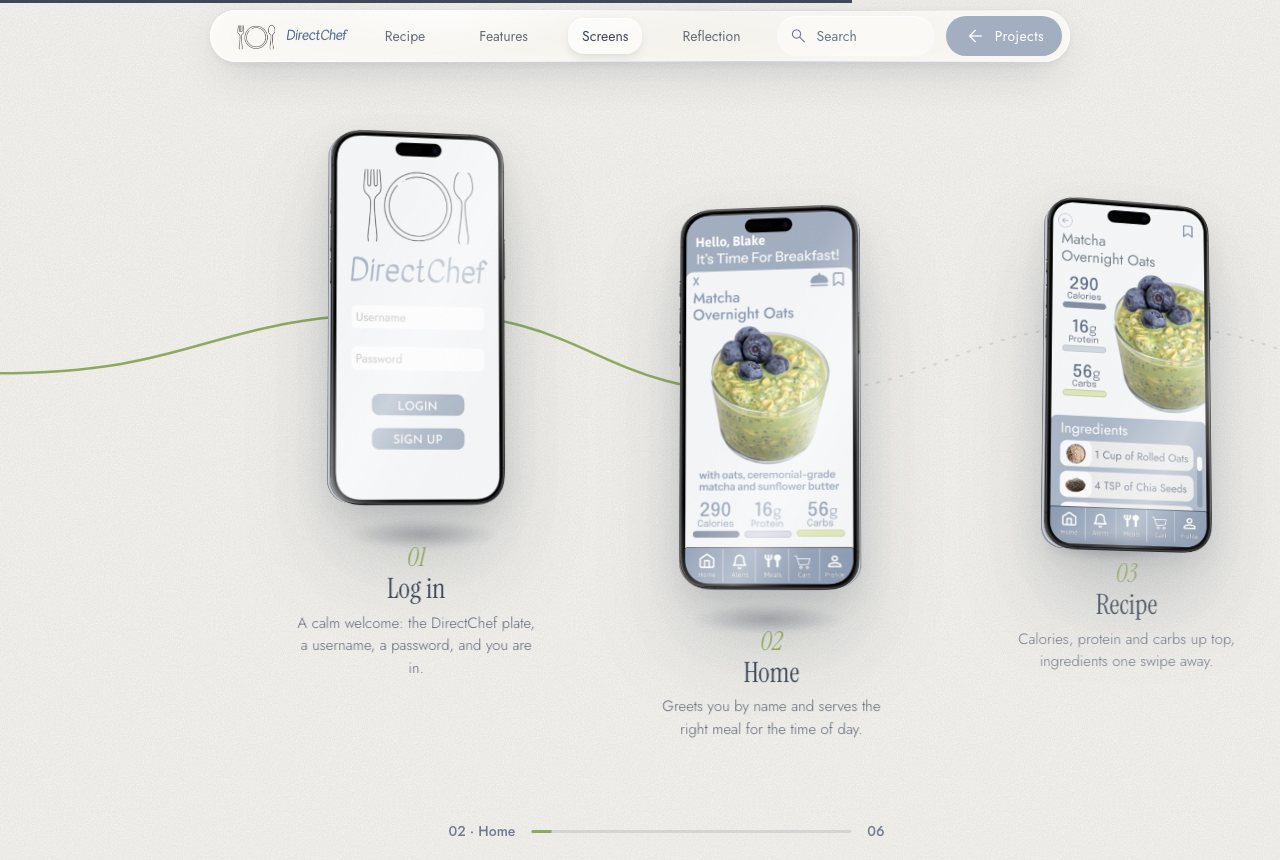 DirectChef
Recipe
Features
Screens
Reflection
Search
Projects
DirectChef
Username
Password
LOGIN
SIGN UP
01
Log in
A calm welcome: the DirectChef plate,
a username, a password, and you are
in.
Hello, Blake
It's Time For Breakfast!
X
Matcha
Overnight Oats
with oats, ceremonial-grade
matcha and sunflower butter
290 16g 56g
Calories Protein Carbs
Home Alerts Meals Cart Profile
02
Home
Greets you by name and serves the
right meal for the time of day.
Matcha
Overnight Oats
290
Calories
16g
Protein
56g
Carbs
Ingredients
1 Cup of Rolled Oats
4 TSP of Chia Seeds
Home Alerts Meals Cart Profile
03
Recipe
Calories, protein and carbs up top,
ingredients one swipe away.
02 · Home
06